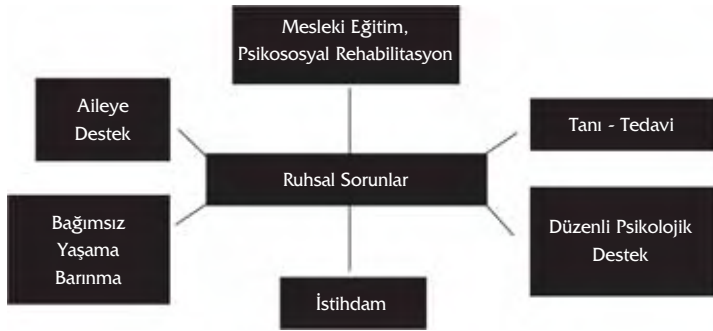 Mesleki Eğitim,
Psikososyal Rehabilitasyon
Aileye
Destek
Tanı - Tedavi
Ruhsal Sorunlar
Bağımsız
Yaşama
Barınma
Düzenli Psikolojik
Destek
İstihdam